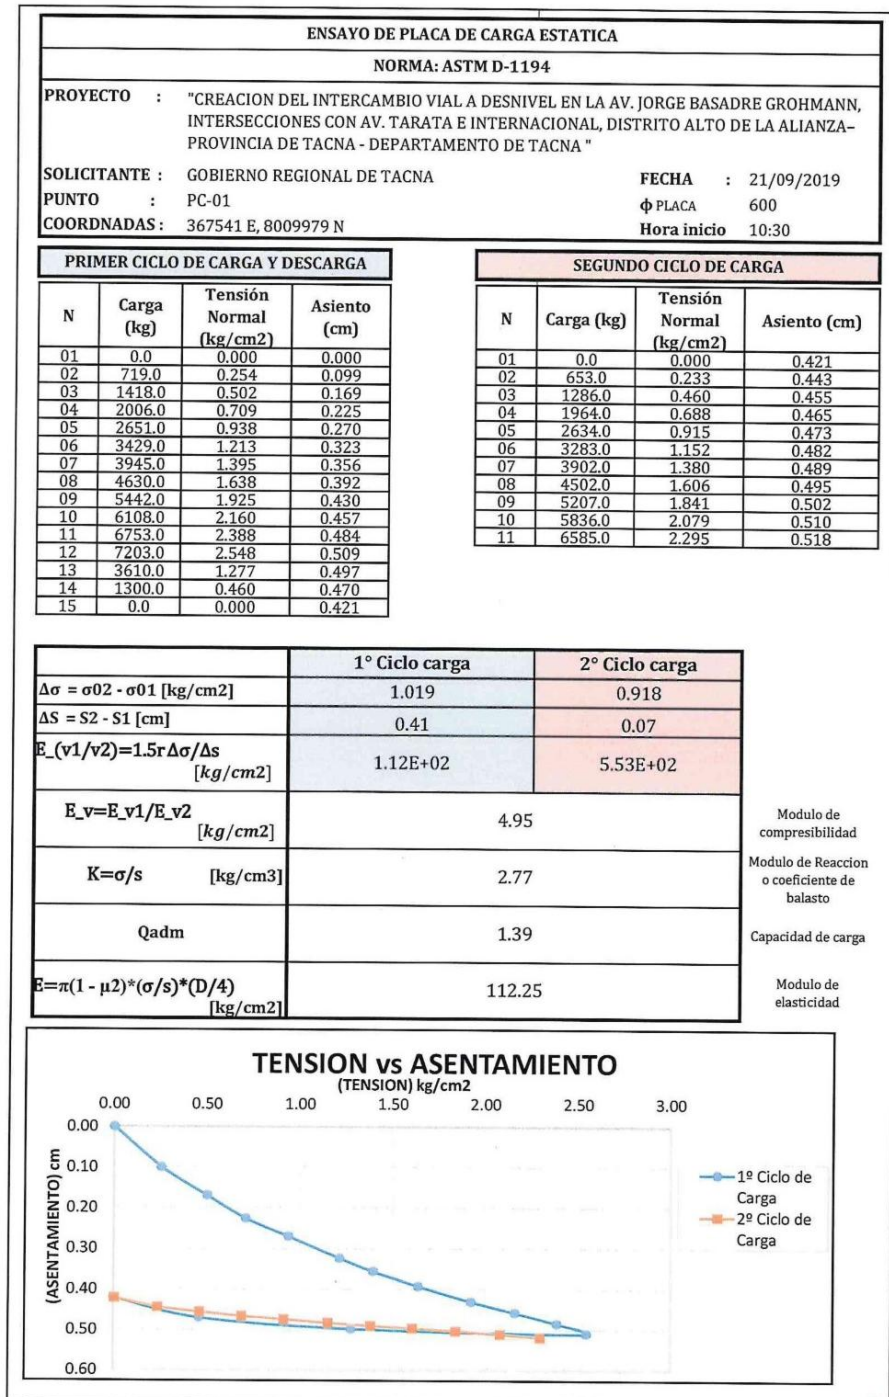 ENSAYO DE PLACA DE CARGA ESTATICA
NORMA: ASTM D-1194
PROYECTO : "CREACION DEL INTERCAMBIO VIAL A DESNIVEL EN LA AV. JORGE BASADRE GROHMANN,
INTERSECCIONES CON AV. TARATA E INTERNACIONAL, DISTRITO ALTO DE LA ALIANZA–
PROVINCIA DE TACNA - DEPARTAMENTO DE TACNA "
SOLICITANTE : GOBIERNO REGIONAL DE TACNA FECHA : 21/09/2019
PUNTO : PC-01 ф PLACA 600
COORDNADAS : 367541 E, 8009979 N Hora inicio 10:30
PRIMER CICLO DE CARGA Y DESCARGA
N Carga (kg) Tensión Normal (kg/cm2) Asiento (cm)
01 0.0 0.000 0.000
02 719.0 0.254 0.099
03 1418.0 0.502 0.169
04 2006.0 0.709 0.225
05 2651.0 0.938 0.270
06 3429.0 1.213 0.323
07 3945.0 1.395 0.356
08 4630.0 1.638 0.392
09 5442.0 1.925 0.430
10 6108.0 2.160 0.457
11 6753.0 2.388 0.484
12 7203.0 2.548 0.509
13 3610.0 1.277 0.497
14 1300.0 0.460 0.470
15 0.0 0.000 0.421
SEGUNDO CICLO DE CARGA
N Carga (kg) Tensión Normal (kg/cm2) Asiento (cm)
01 0.0 0.000 0.421
02 653.0 0.233 0.443
03 1286.0 0.460 0.455
04 1964.0 0.688 0.465
05 2634.0 0.915 0.473
06 3283.0 1.152 0.482
07 3902.0 1.380 0.489
08 4502.0 1.606 0.495
09 5207.0 1.841 0.502
10 5836.0 2.079 0.510
11 6585.0 2.295 0.518
1° Ciclo carga 2° Ciclo carga
Δσ = σ02 - σ01 [kg/cm2] 1.019 0.918
ΔS = S2 - S1 [cm] 0.41 0.07
E_(v1/v2)=1.5rΔσ/Δs [kg/cm2] 1.12E+02 5.53E+02
E_v=E_v1/E_v2 [kg/cm2] 4.95 Modulo de compresibilidad
K=σ/s [kg/cm3] 2.77 Modulo de Reaccion o coeficiente de balasto
Qadm 1.39 Capacidad de carga
E=π(1 - μ2)*(σ/s)*(D/4) [kg/cm2] 112.25 Modulo de elasticidad
TENSION vs ASENTAMIENTO
(TENSION) kg/cm2
0.00 0.50 1.00 1.50 2.00 2.50 3.00
(ASENTAMIENTO) cm
0.00
0.10
0.20
0.30
0.40
0.50
0.60
1º Ciclo de Carga
2º Ciclo de Carga